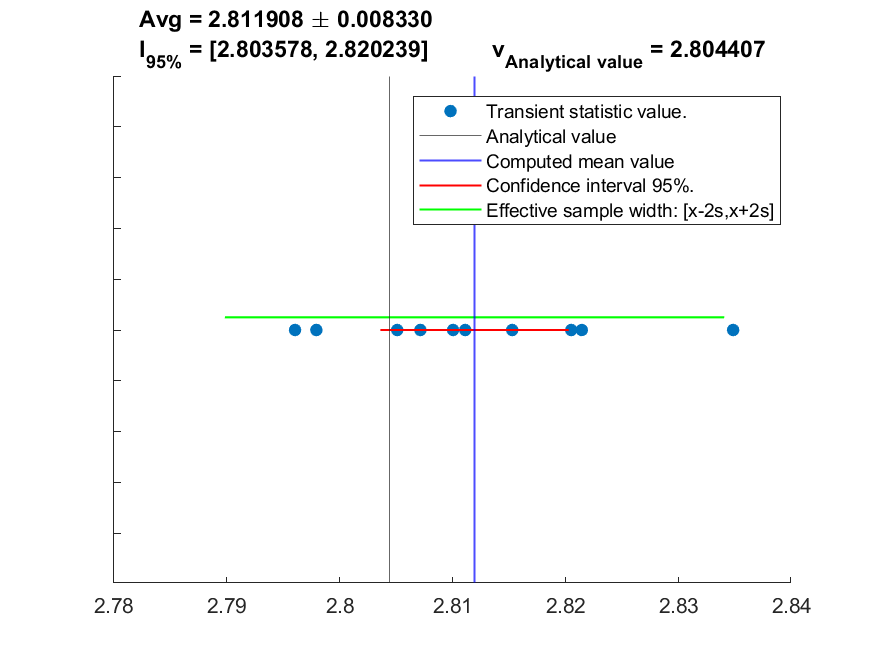 Avg = 2.811908 ± 0.008330
I95% = [2.803578, 2.820239] vAnalytical value = 2.804407
Transient statistic value.
Analytical value
Computed mean value
Confidence interval 95%.
Effective sample width: [x-2s,x+2s]
2.78 2.79 2.8 2.81 2.82 2.83 2.84